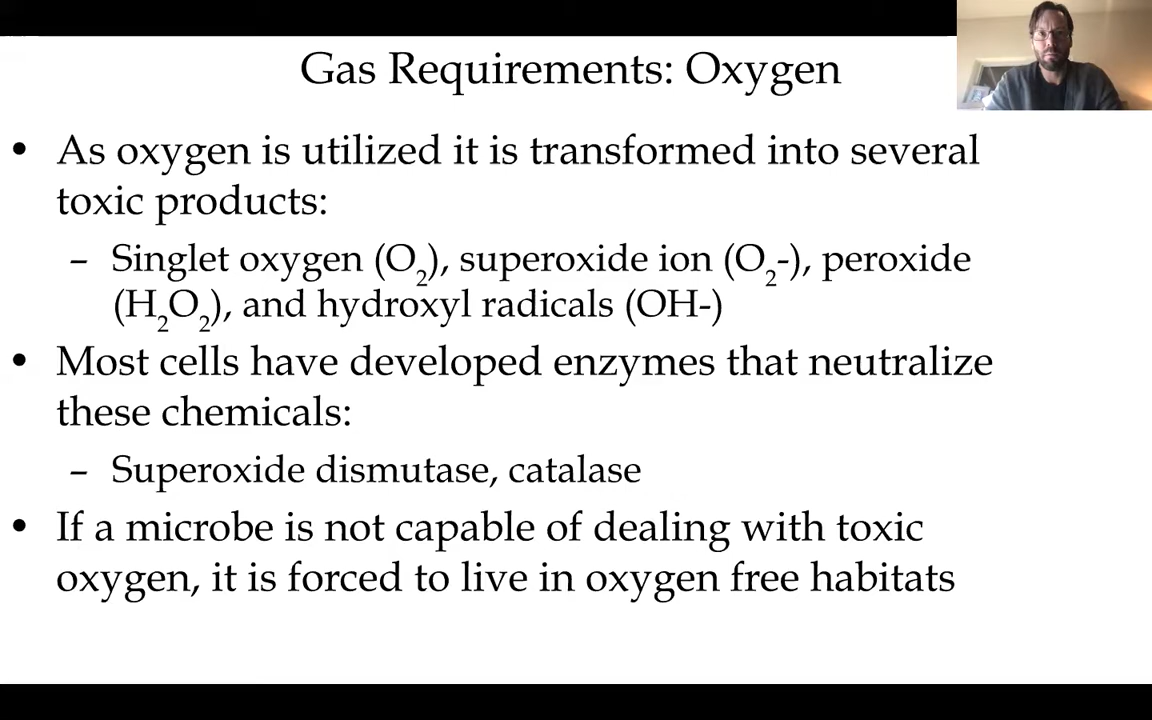 Gas Requirements: Oxygen
• As oxygen is utilized it is transformed into several
toxic products:
– Singlet oxygen (O₂), superoxide ion (O₂-), peroxide
(H₂O₂), and hydroxyl radicals (OH-)
• Most cells have developed enzymes that neutralize
these chemicals:
– Superoxide dismutase, catalase
• If a microbe is not capable of dealing with toxic
oxygen, it is forced to live in oxygen free habitats